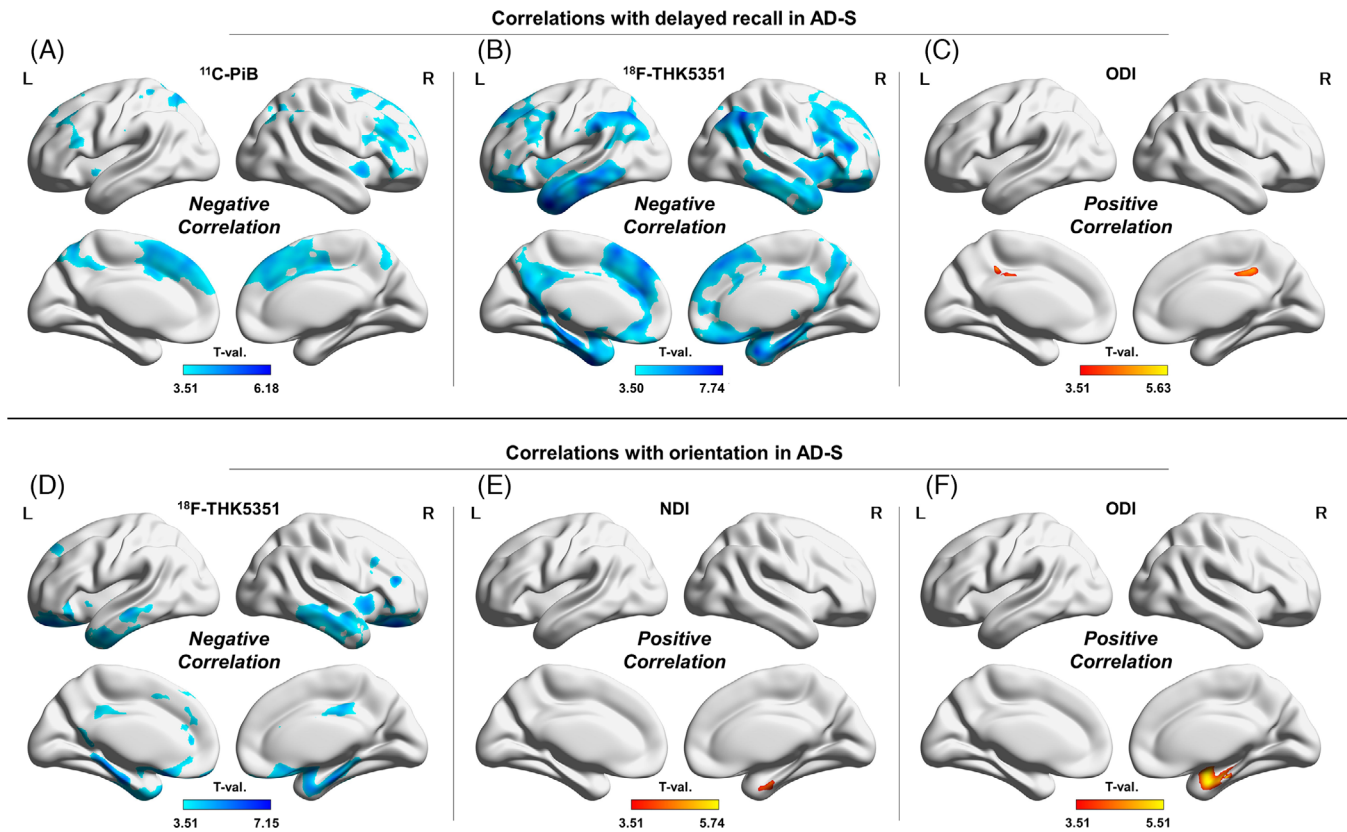 Correlations with delayed recall in AD-S
(A)
(B)
(C)
L
¹¹C-PiB
R
L
¹⁸F-THK5351
R
L
ODI
R
Negative
Correlation
Negative
Correlation
Positive
Correlation
T-val.
3.51
6.18
T-val.
3.50
7.74
T-val.
3.51
5.63
Correlations with orientation in AD-S
(D)
(E)
(F)
L
¹⁸F-THK5351
R
L
NDI
R
L
ODI
R
Negative
Correlation
Positive
Correlation
Positive
Correlation
T-val.
3.51
7.15
T-val.
3.51
5.74
T-val.
3.51
5.51